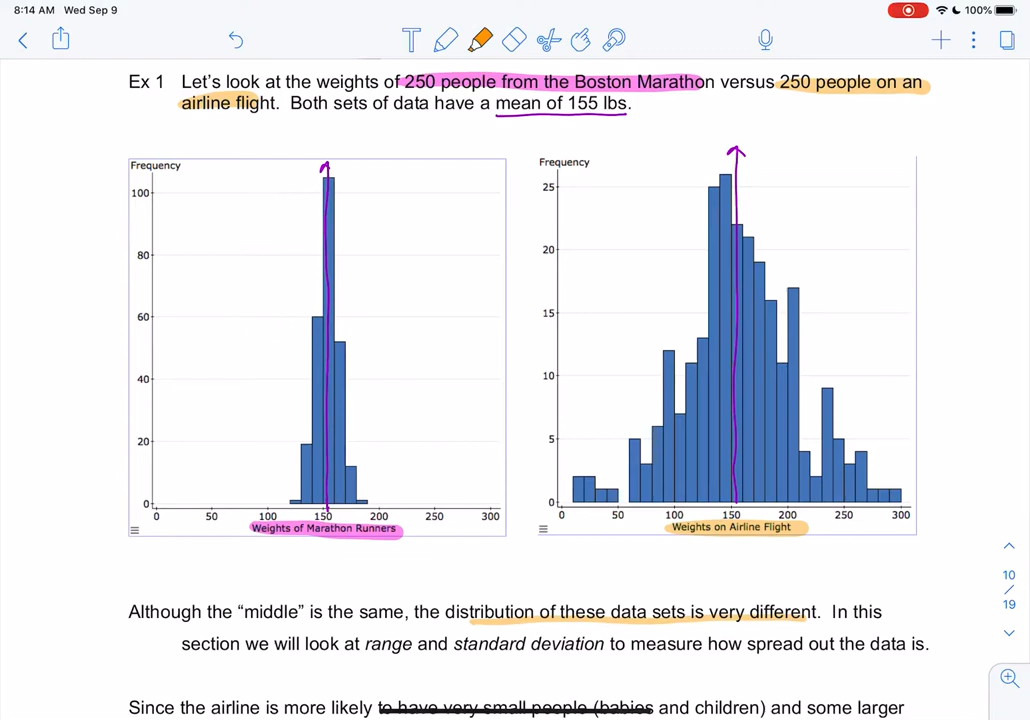 8:14 AM Wed Sep 9
100%
T
Ex 1 Let's look at the weights of 250 people from the Boston Marathon versus 250 people on an
airline flight. Both sets of data have a mean of 155 lbs.
Frequency
100
80
60
40
20
0
0 50 100 150 200 250 300
Weights of Marathon Runners
Frequency
25
20
15
10
5
0
0 50 100 150 200 250 300
Weights on Airline Flight
Although the “middle” is the same, the distribution of these data sets is very different. In this
section we will look at range and standard deviation to measure how spread out the data is.
Since the airline is more likely to have very small people (babies and children) and some larger
10
/
19